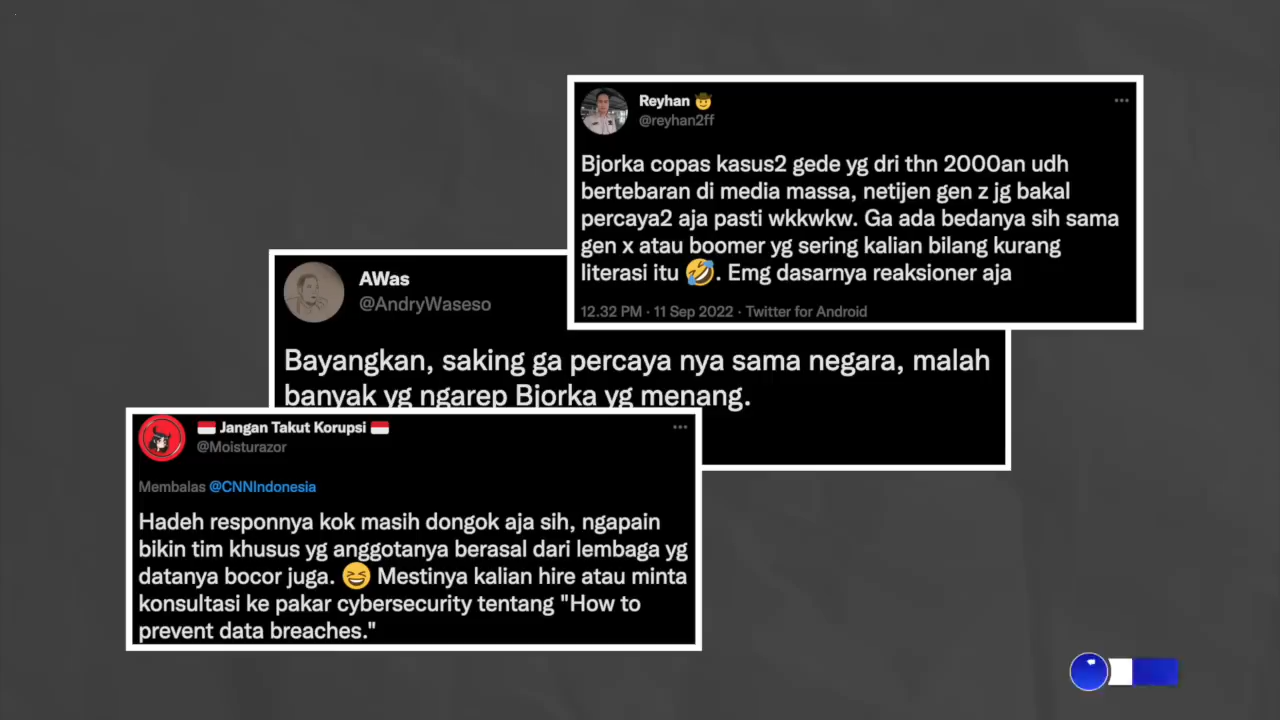 Reyhan 🤠
@reyhan2ff
Bjorka copas kasus2 gede yg dri thn 2000an udh
bertebaran di media massa, netijen gen z jg bakal
percaya2 aja pasti wkkwkw. Ga ada bedanya sih sama
gen x atau boomer yg sering kalian bilang kurang
literasi itu 🤣. Emg dasarnya reaksioner aja
12.32 PM · 11 Sep 2022 · Twitter for Android
AWas
@AndryWaseso
Bayangkan, saking ga percaya nya sama negara, malah
banyak yg ngarep Bjorka yg menang.
🇮🇩 Jangan Takut Korupsi 🇮🇩
@Moisturazor
Membalas @CNNIndonesia
Hadeh responnya kok masih dongok aja sih, ngapain
bikin tim khusus yg anggotanya berasal dari lembaga yg
datanya bocor juga. 😆 Mestinya kalian hire atau minta
konsultasi ke pakar cybersecurity tentang "How to
prevent data breaches."